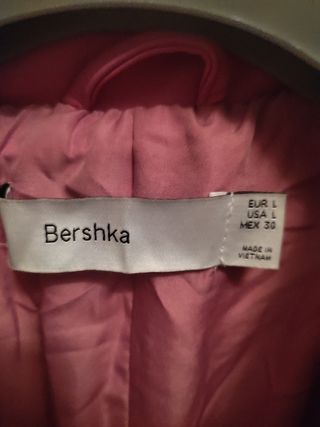 Bershka
EUR L
USA L
MEX 30
MADE IN
VIETNAM